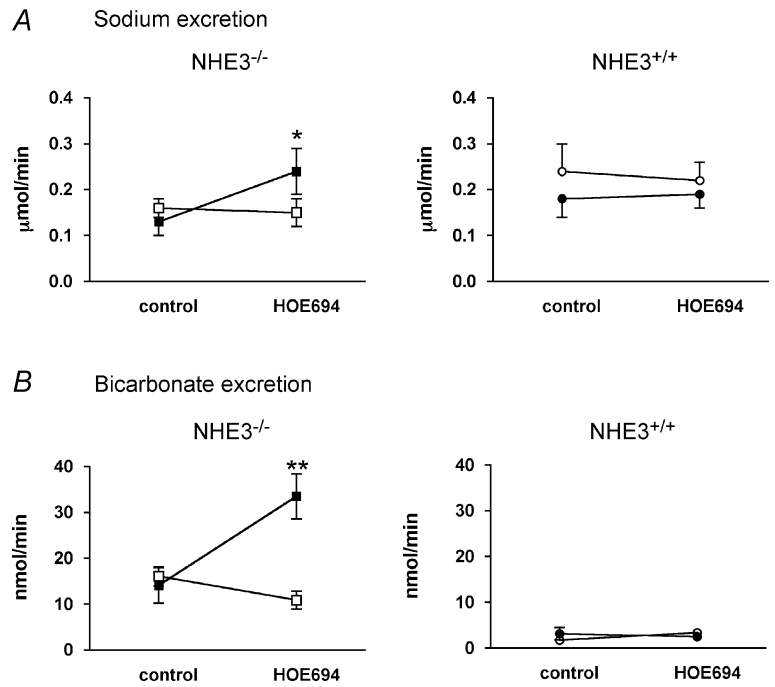 A Sodium excretion
NHE3-/-
NHE3+/+
0.4
0.3
0.2
0.1
0.0
μmol/min
*
control HOE694
0.4
0.3
0.2
0.1
0.0
μmol/min
control HOE694
B Bicarbonate excretion
NHE3-/-
NHE3+/+
40
30
20
10
0
nmol/min
**
control HOE694
40
30
20
10
0
nmol/min
control HOE694